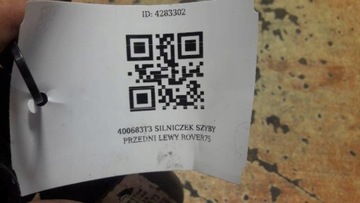 ID: 4283302
400683T3 SILNICZEK SZYBY
PRZEDNI LEWY ROVER75